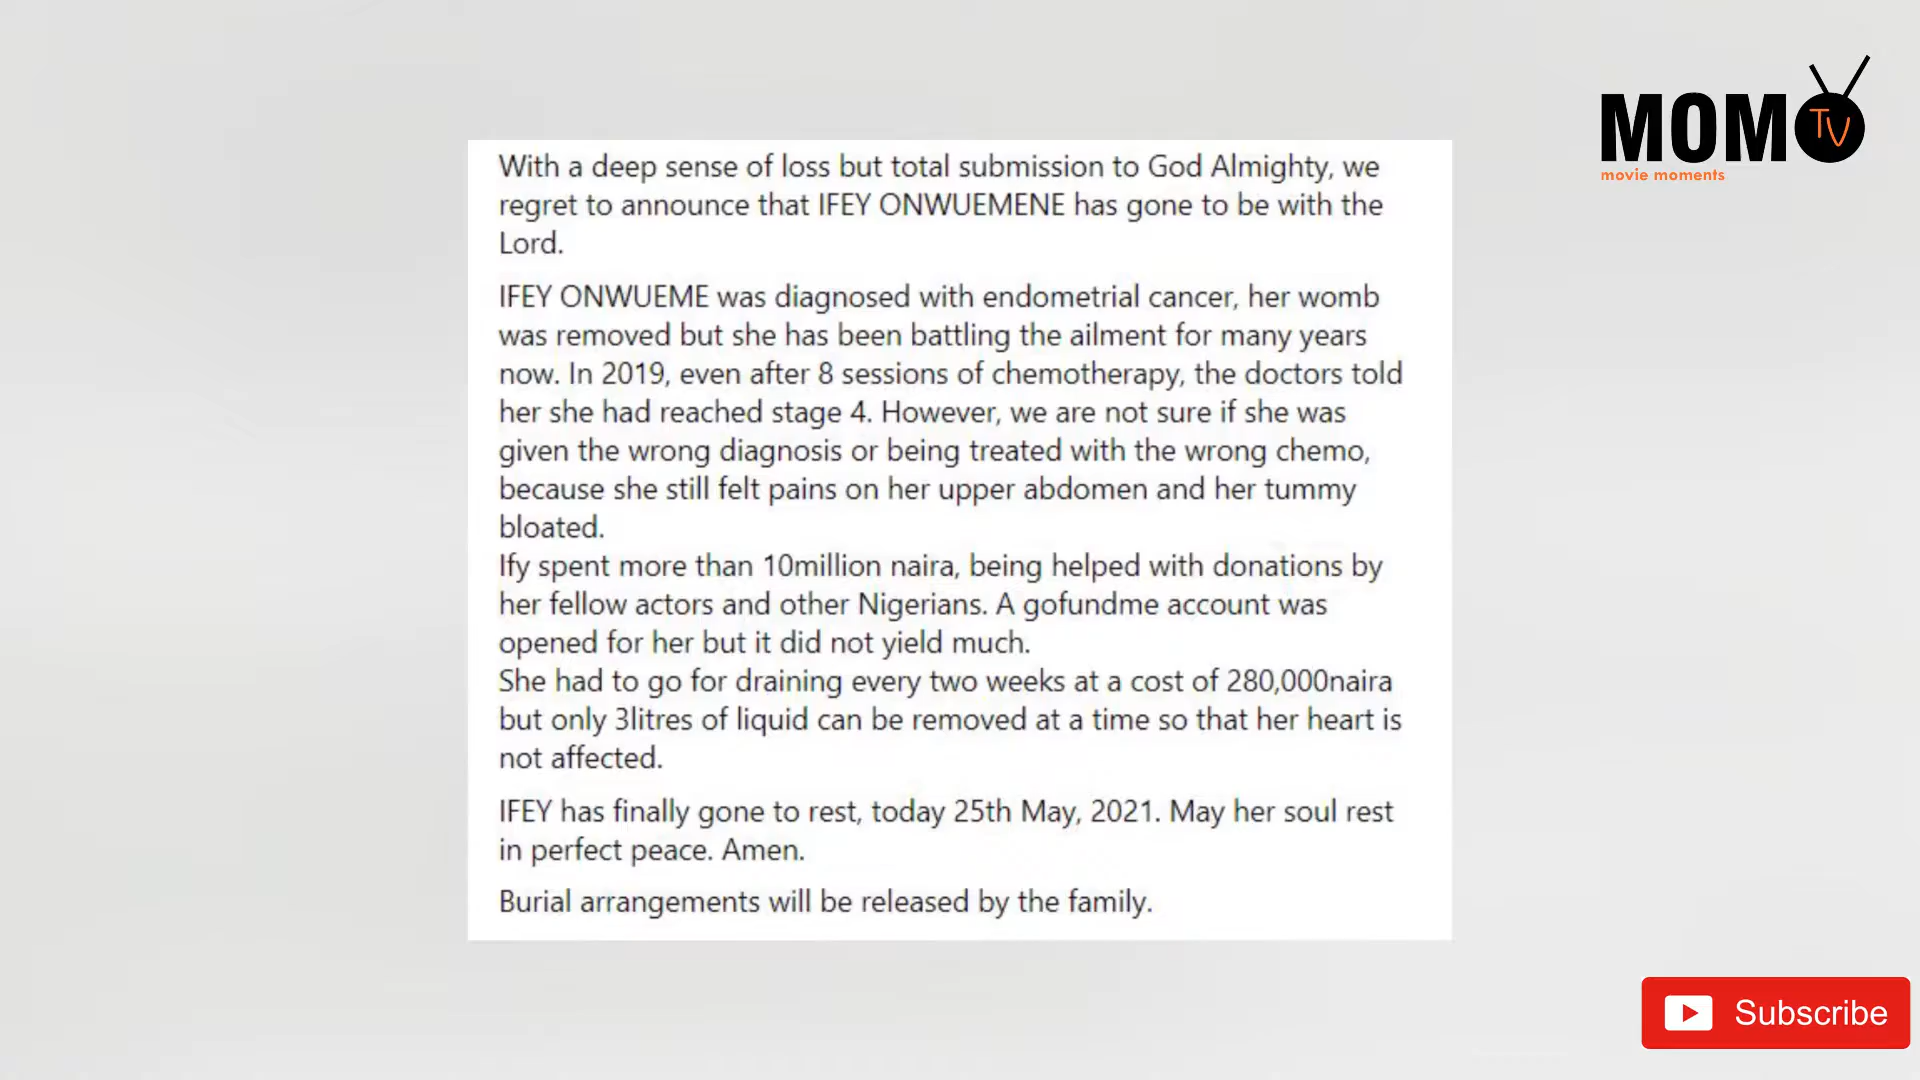 MOM TV
movie moments
With a deep sense of loss but total submission to God Almighty, we
regret to announce that IFEY ONWUEMENE has gone to be with the
Lord.
IFEY ONWUEME was diagnosed with endometrial cancer, her womb
was removed but she has been battling the ailment for many years
now. In 2019, even after 8 sessions of chemotherapy, the doctors told
her she had reached stage 4. However, we are not sure if she was
given the wrong diagnosis or being treated with the wrong chemo,
because she still felt pains on her upper abdomen and her tummy
bloated.
Ify spent more than 10million naira, being helped with donations by
her fellow actors and other Nigerians. A gofundme account was
opened for her but it did not yield much.
She had to go for draining every two weeks at a cost of 280,000naira
but only 3litres of liquid can be removed at a time so that her heart is
not affected.
IFEY has finally gone to rest, today 25th May, 2021. May her soul rest
in perfect peace. Amen.
Burial arrangements will be released by the family.
Subscribe